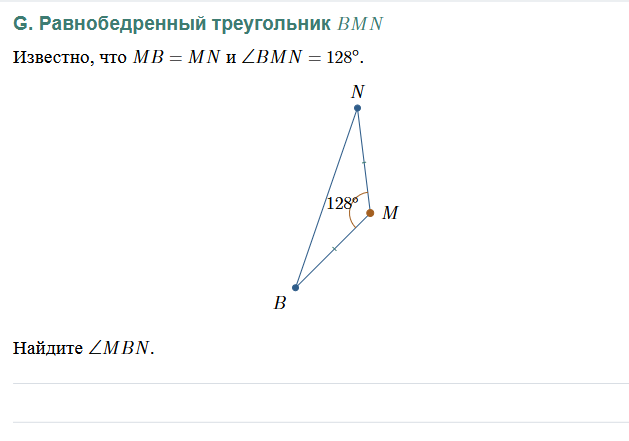 G. Равнобедренный треугольник BMN
Известно, что MB = MN и ∠BMN = 128°.
N
128°
M
B
Найдите ∠MBN.